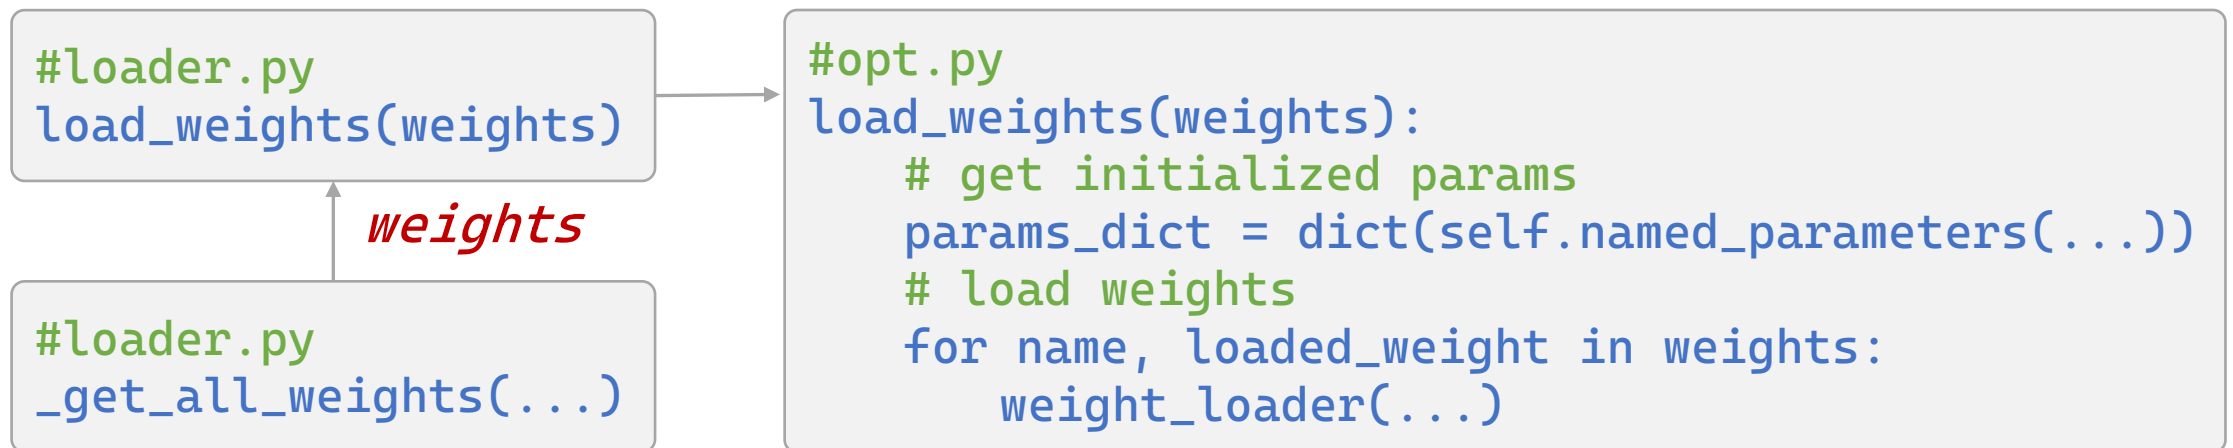 #loader.py
load_weights(weights)
weights
#loader.py
_get_all_weights(...)
#opt.py
load_weights(weights):
# get initialized params
params_dict = dict(self.named_parameters(...))
# load weights
for name, loaded_weight in weights:
weight_loader(...)